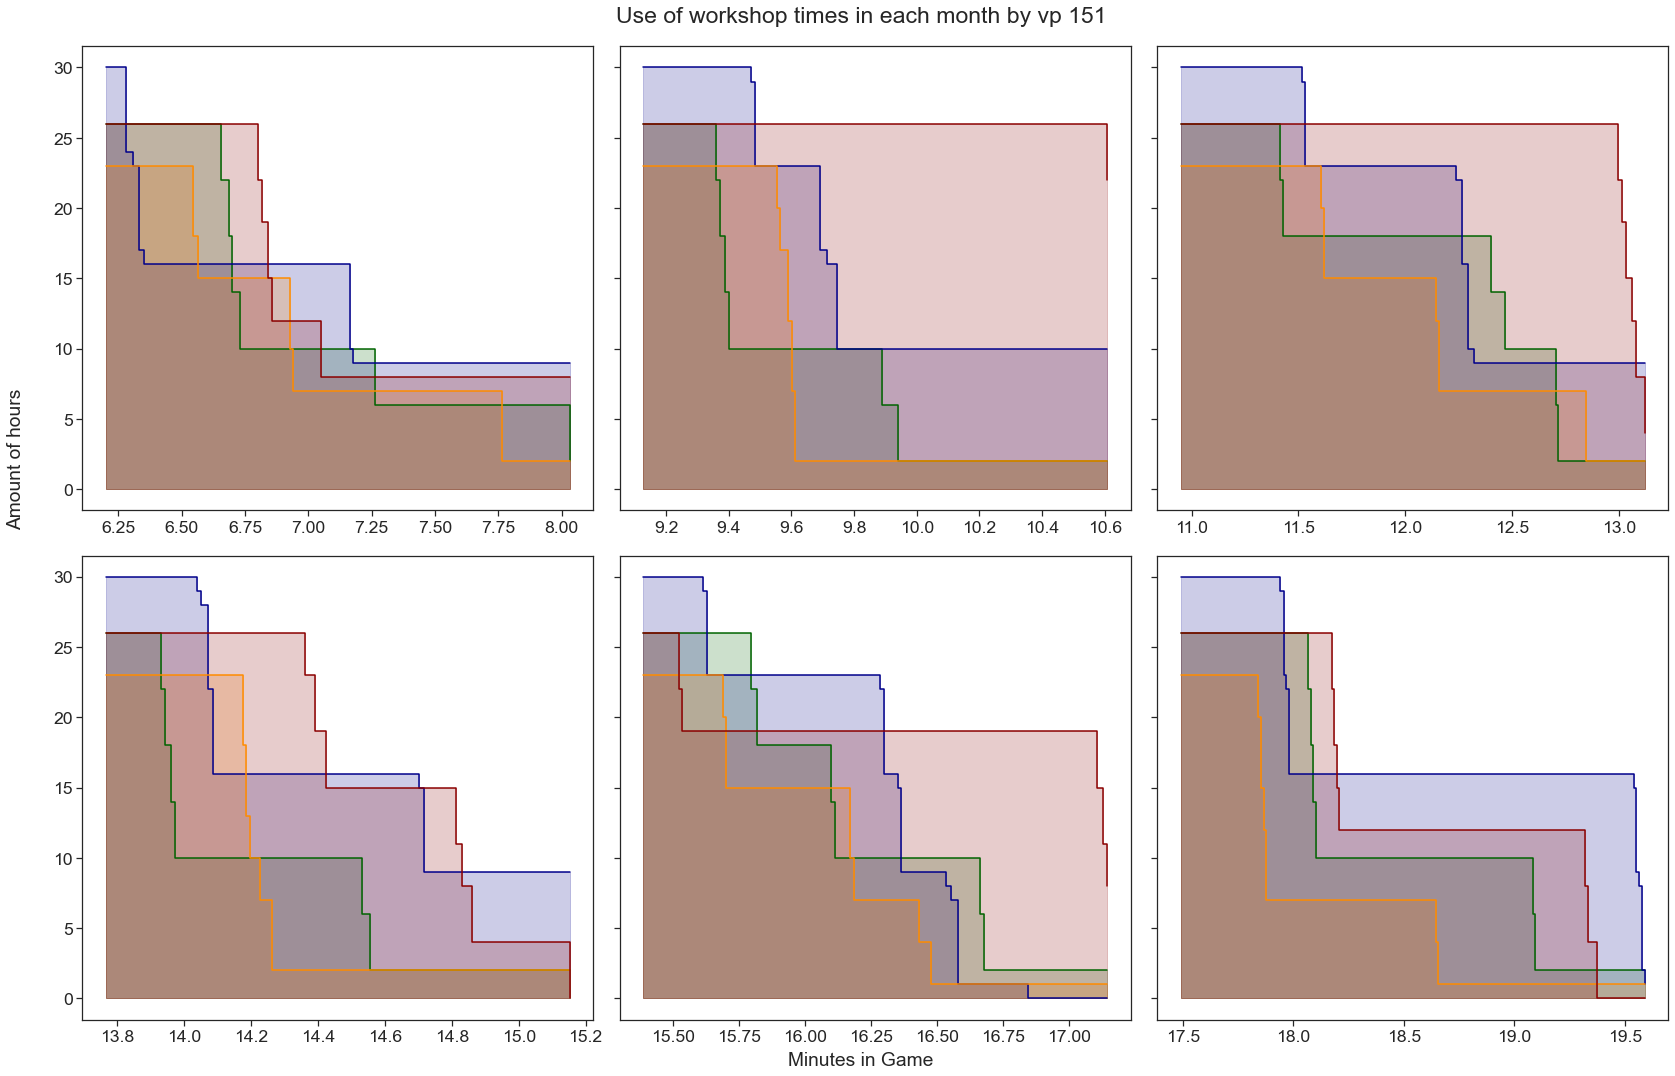 Use of workshop times in each month by vp 151
30
25
20
15
10
5
0
6.25 6.50 6.75 7.00 7.25 7.50 7.75 8.00
9.2 9.4 9.6 9.8 10.0 10.2 10.4 10.6
11.0 11.5 12.0 12.5 13.0
Amount of hours
30
25
20
15
10
5
0
13.8 14.0 14.2 14.4 14.6 14.8 15.0 15.2
15.50 15.75 16.00 16.25 16.50 16.75 17.00
17.5 18.0 18.5 19.0 19.5
Minutes in Game